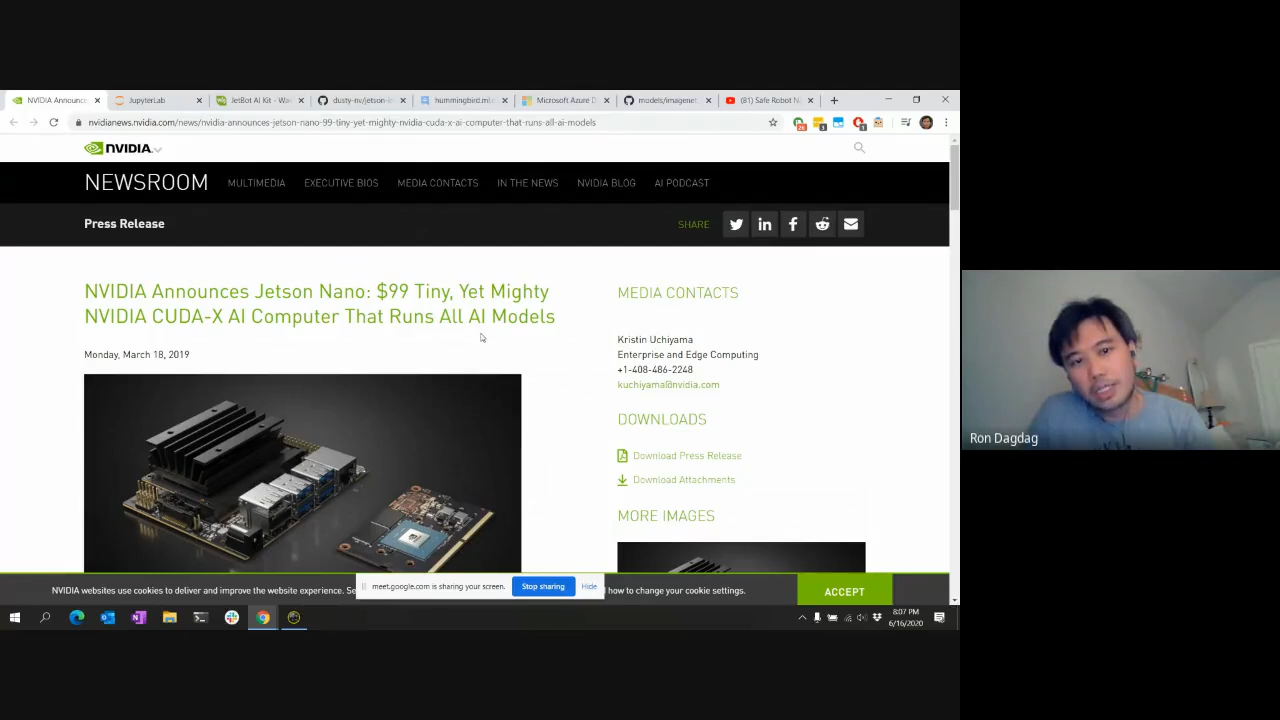 NVIDIA Announce
JupyterLab
JetBot AI Kit - Wav
dusty-nv/jetson-i
hummingbird.ml
Microsoft Azure D
models/imagenet
(81) Safe Robot N
nvidianews.nvidia.com/news/nvidia-announces-jetson-nano-99-tiny-yet-mighty-nvidia-cuda-x-ai-computer-that-runs-all-ai-models
NVIDIA
NEWSROOM MULTIMEDIA EXECUTIVE BIOS MEDIA CONTACTS IN THE NEWS NVIDIA BLOG AI PODCAST
Press Release
SHARE
NVIDIA Announces Jetson Nano: $99 Tiny, Yet Mighty
NVIDIA CUDA-X AI Computer That Runs All AI Models
Monday, March 18, 2019
MEDIA CONTACTS
Kristin Uchiyama
Enterprise and Edge Computing
+1-408-486-2248
kuchiyama@nvidia.com
DOWNLOADS
Download Press Release
Download Attachments
MORE IMAGES
Ron Dagdag
NVIDIA websites use cookies to deliver and improve the website experience. Se
meet.google.com is sharing your screen.
Stop sharing
Hide
how to change your cookie settings.
ACCEPT
8:07 PM
6/16/2020